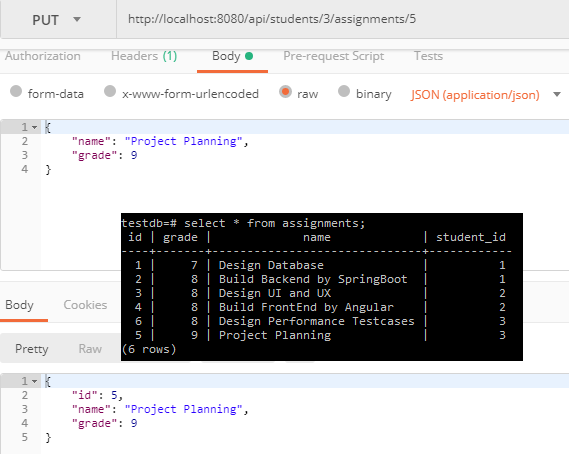 PUT http://localhost:8080/api/students/3/assignments/5
Authorization Headers (1) Body Pre-request Script Tests
form-data x-www-form-urlencoded raw binary JSON (application/json)
1 {
2 "name": "Project Planning",
3 "grade": 9
4 }
testdb=# select * from assignments;
id | grade | name | student_id
----+-------+-----------------------------+------------
1 | 7 | Design Database | 1
2 | 8 | Build Backend by SpringBoot | 1
3 | 8 | Design UI and UX | 2
4 | 8 | Build FrontEnd by Angular | 2
6 | 8 | Design Performance Testcases | 3
5 | 9 | Project Planning | 3
(6 rows)
Body Cookies
Pretty Raw
1 {
2 "id": 5,
3 "name": "Project Planning",
4 "grade": 9
5 }